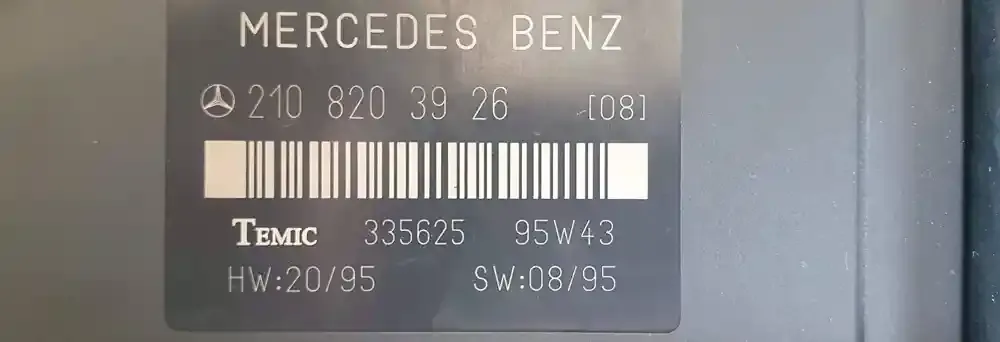 MERCEDES BENZ
210 820 39 26 [08]
TEMIC 335625 95W43
HW:20/95 SW:08/95